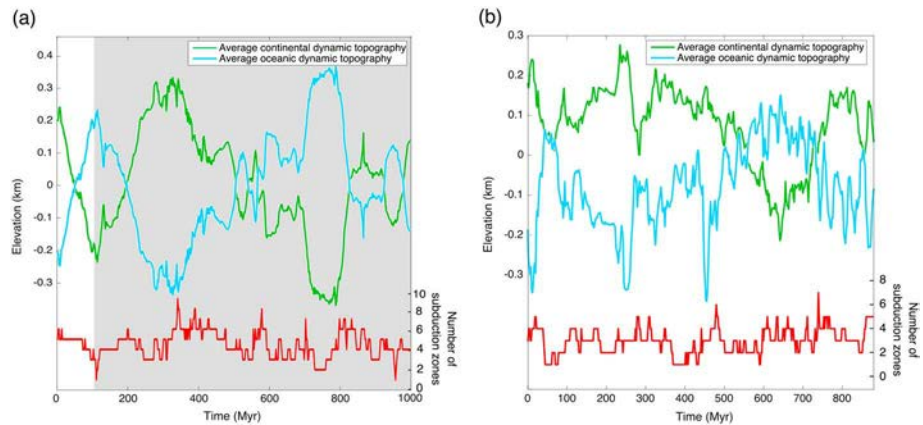 (a)
Average continental dynamic topography
Average oceanic dynamic topography
0.4
0.3
0.2
0.1
0
-0.1
-0.2
-0.3
Elevation (km)
10
8
6
4
2
0
Number of
subduction zones
0
200
400
600
800
1000
Time (Myr)
(b)
Average continental dynamic topography
Average oceanic dynamic topography
0.3
0.2
0.1
0
-0.1
-0.2
-0.3
Elevation (km)
8
6
4
2
0
Number of
subduction zones
0
100
200
300
400
500
600
700
800
Time (Myr)